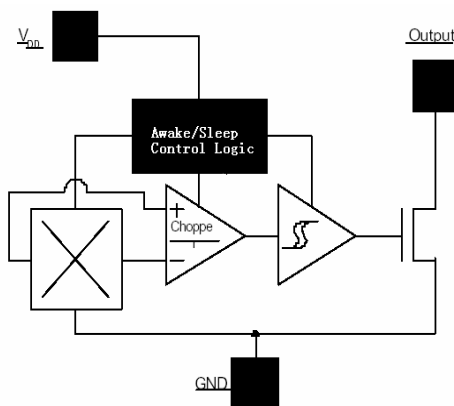 V_DD
Output
Awake/Sleep
Control Logic
+
Choppe
r
−
GND